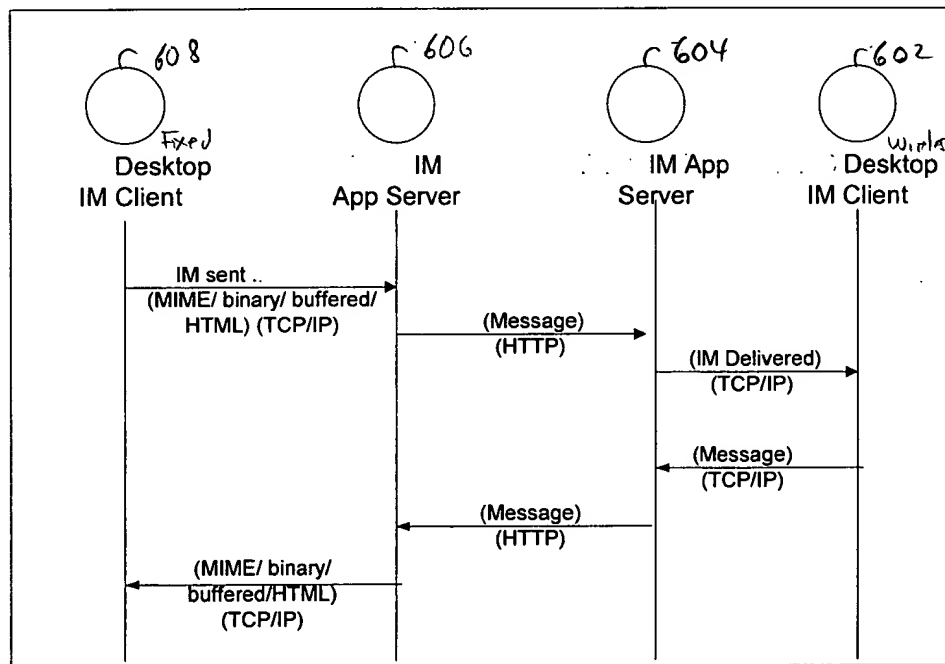 608 606 604 602
Fixed Wireles
Desktop IM IM App Desktop
IM Client App Server Server IM Client
IM sent ..
(MIME/ binary/ buffered/
HTML) (TCP/IP)
(Message)
(HTTP)
(IM Delivered)
(TCP/IP)
(Message)
(TCP/IP)
(Message)
(HTTP)
(MIME/ binary/
buffered/HTML)
(TCP/IP)